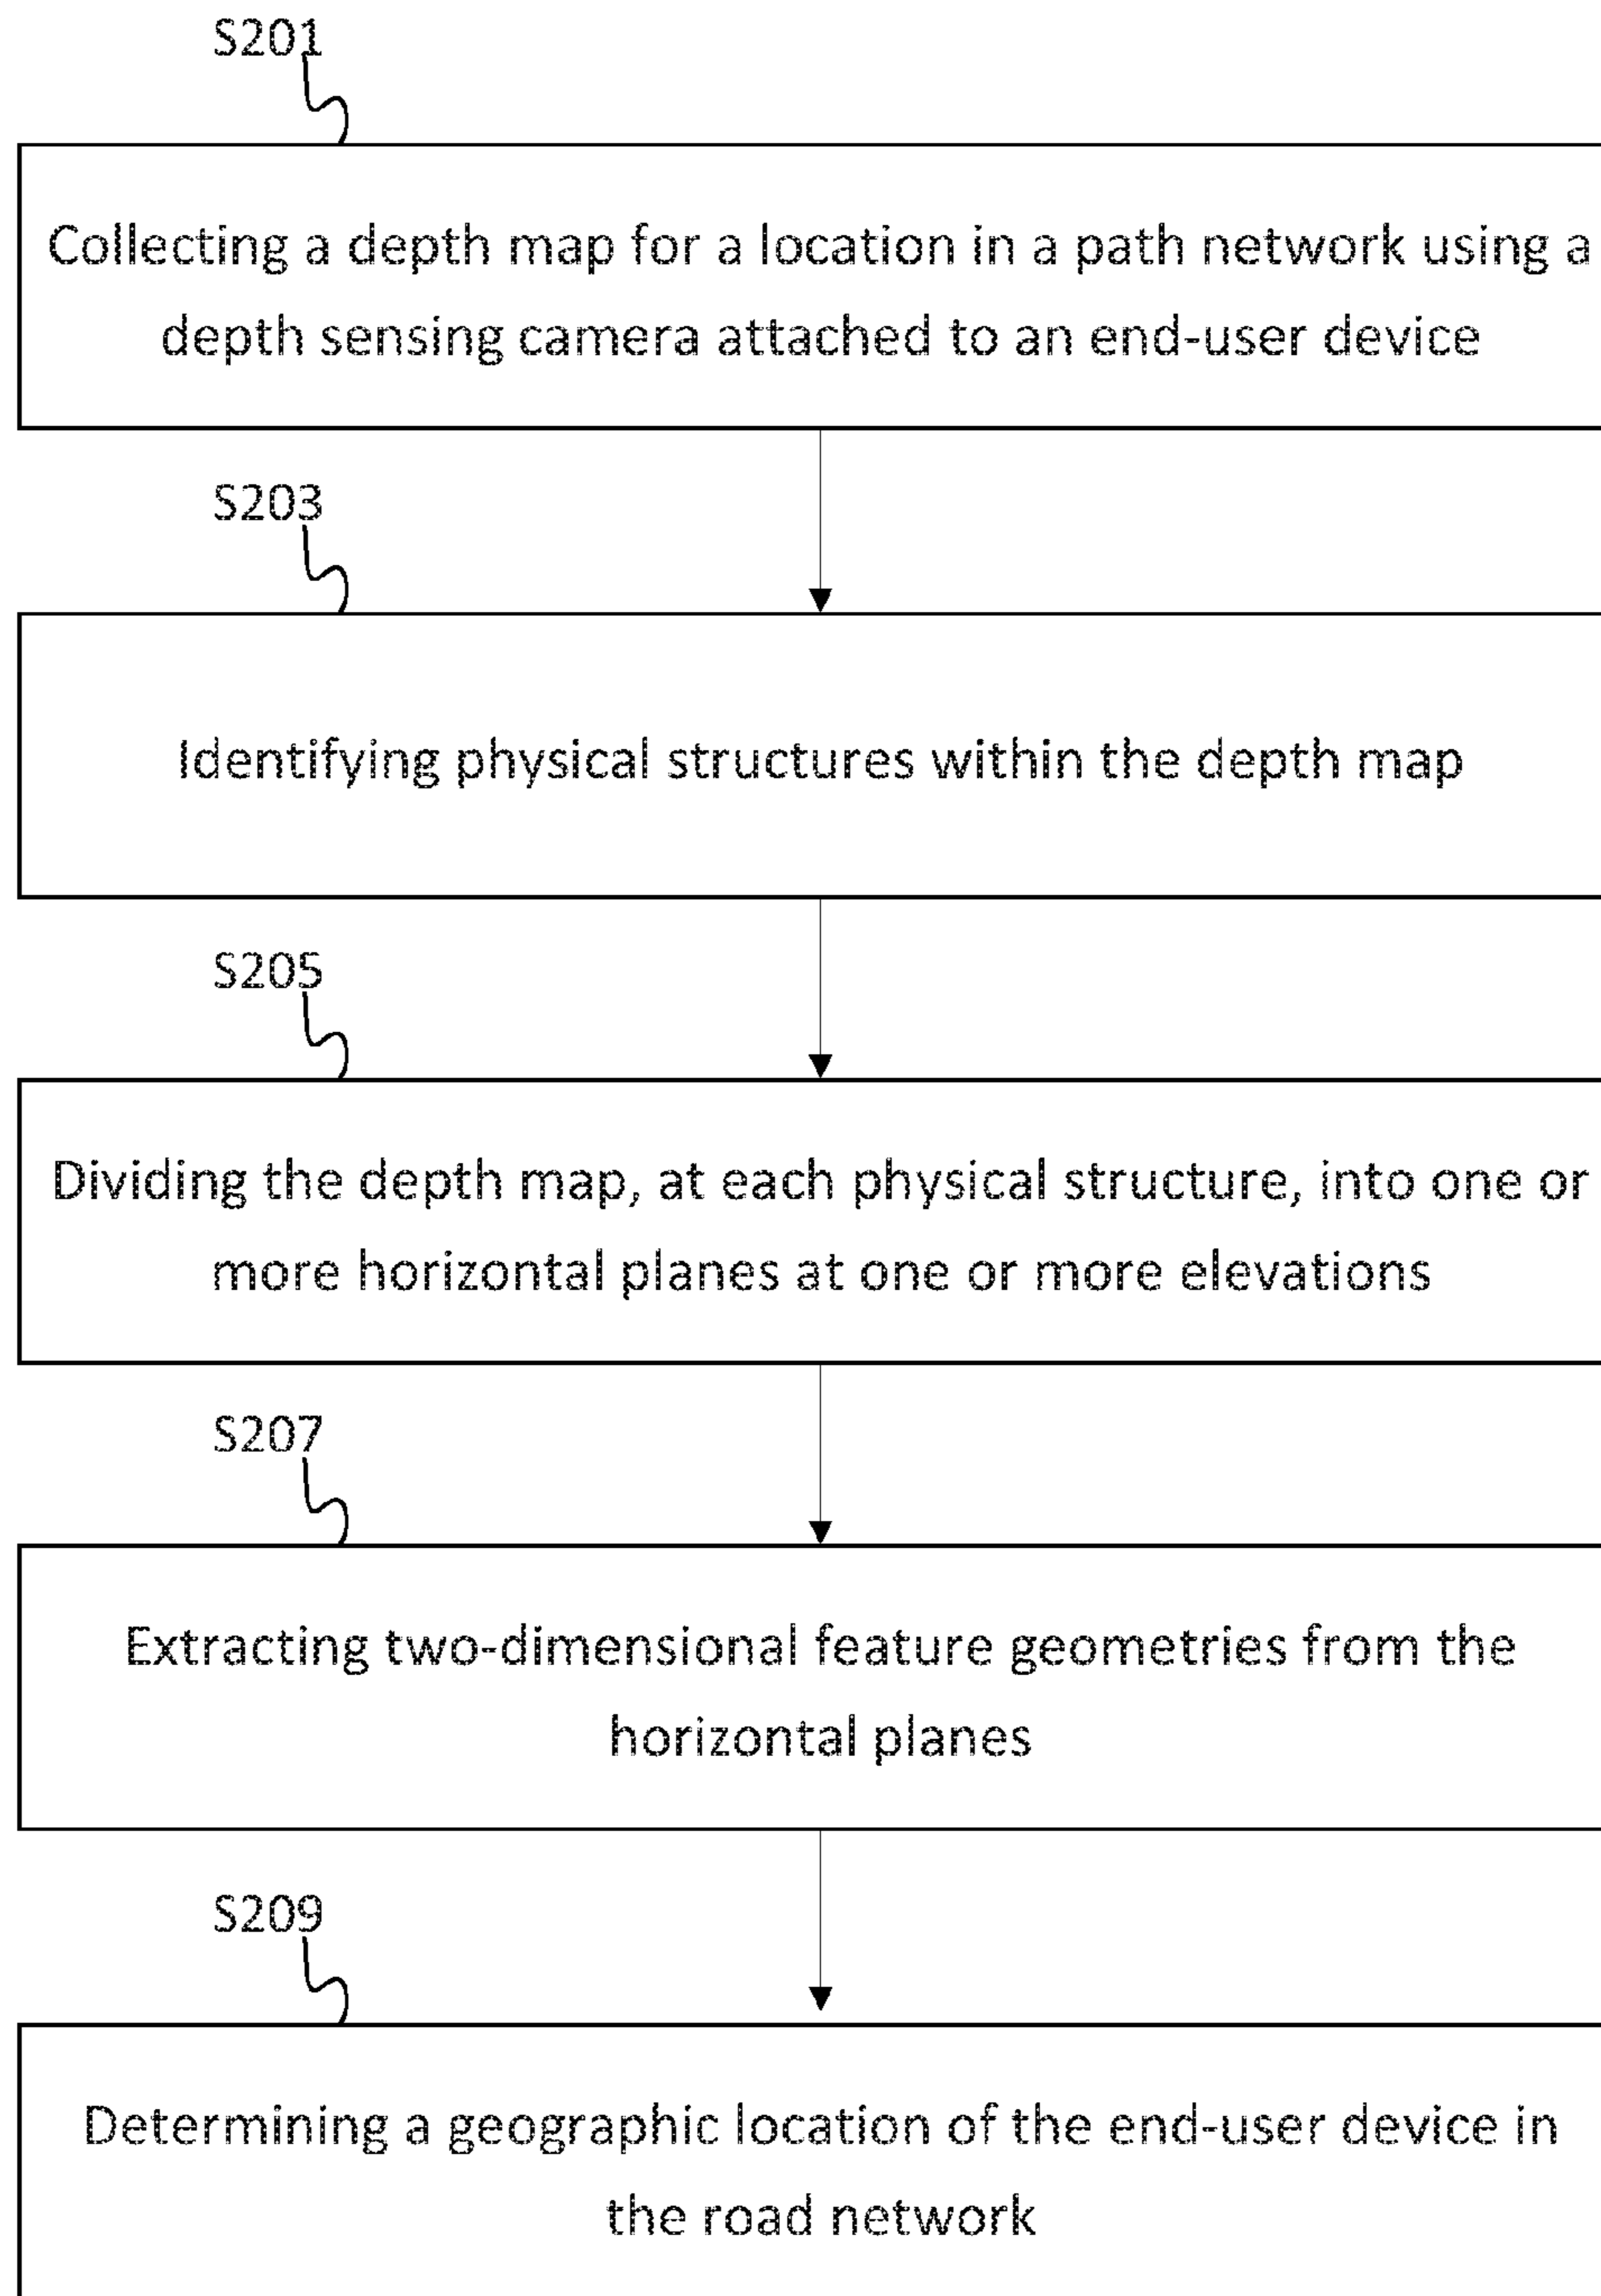 S201
Collecting a depth map for a location in a path network using a
depth sensing camera attached to an end-user device
S203
Identifying physical structures within the depth map
S205
Dividing the depth map, at each physical structure, into one or
more horizontal planes at one or more elevations
S207
Extracting two-dimensional feature geometries from the
horizontal planes
S209
Determining a geographic location of the end-user device in
the road network